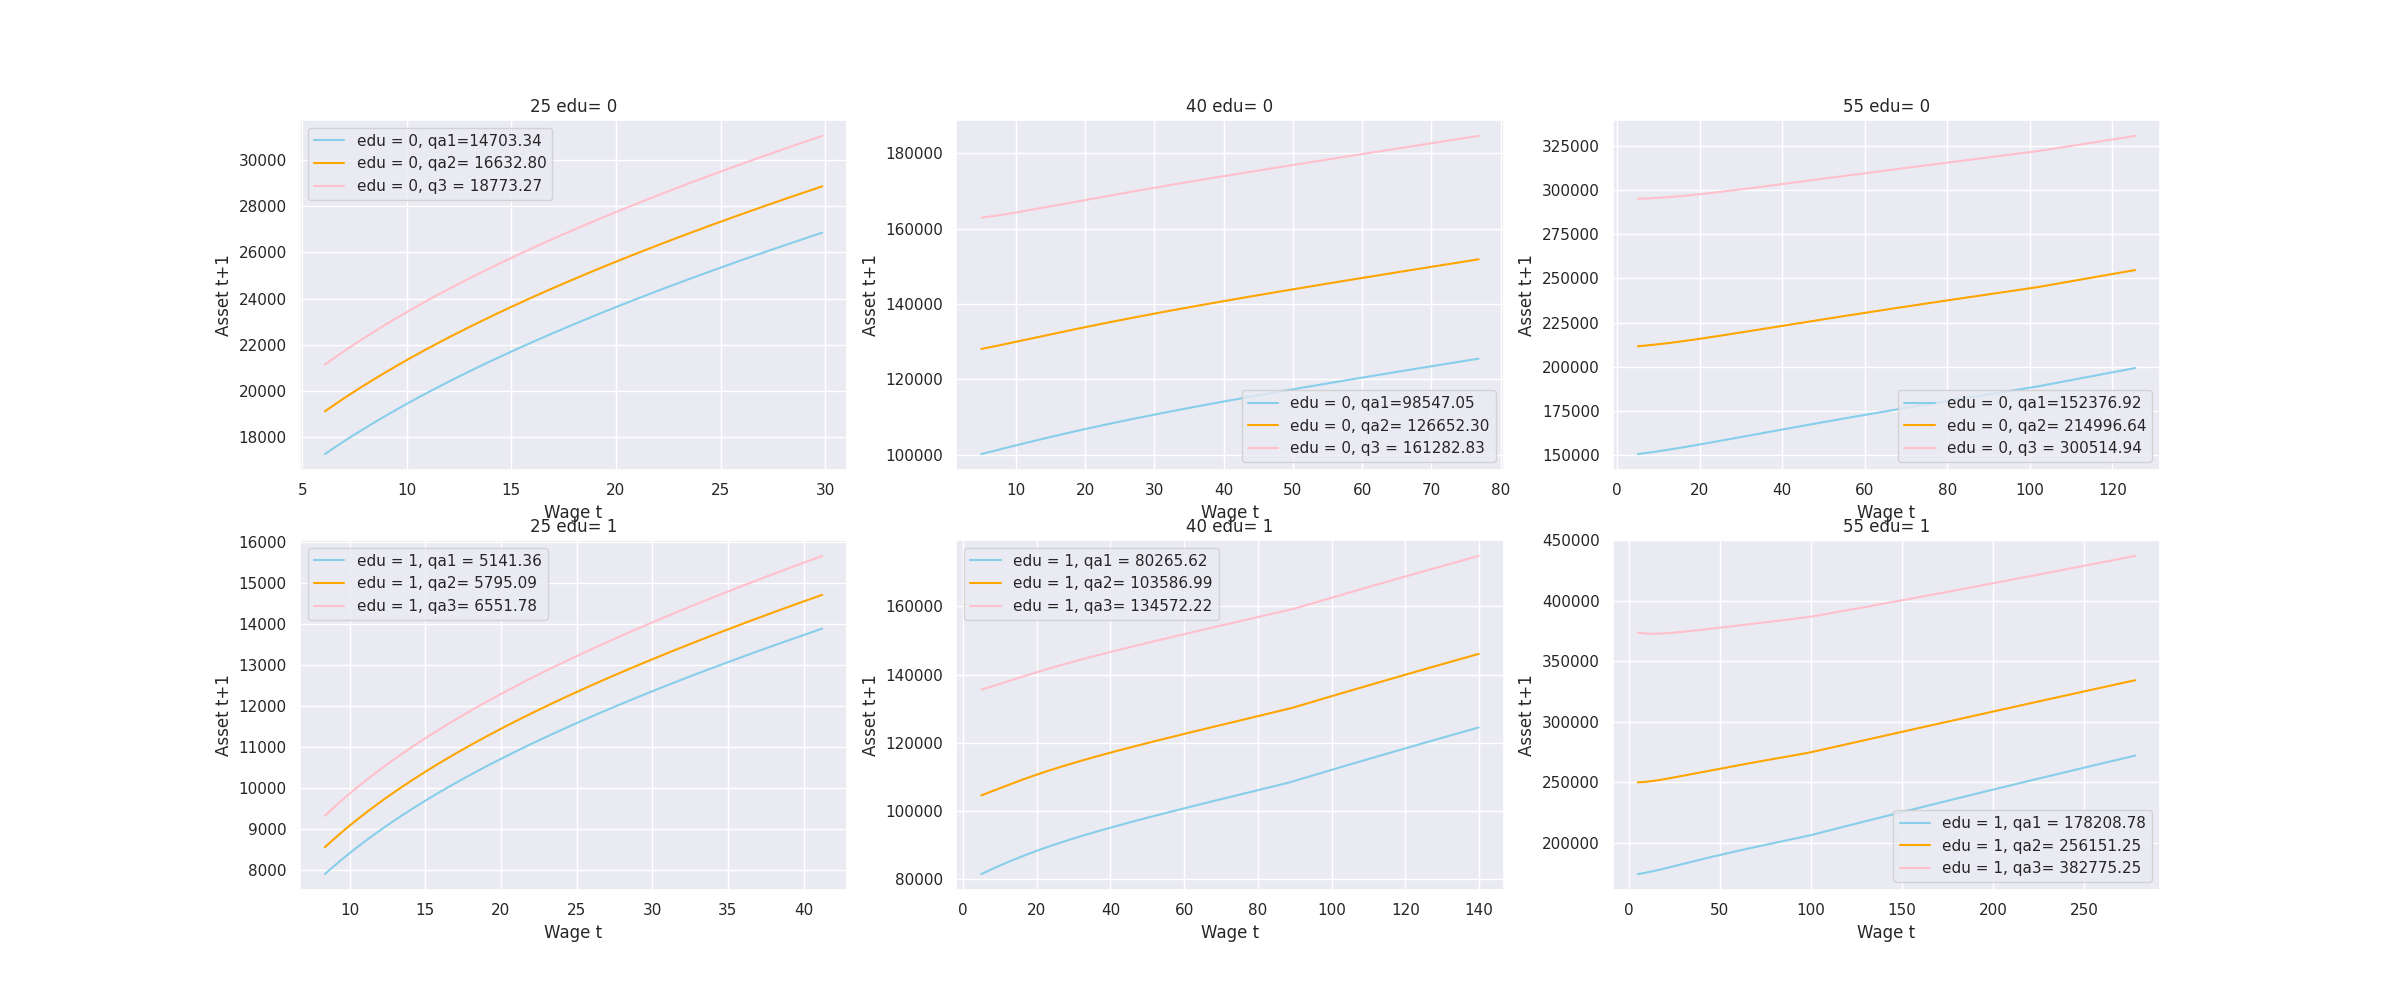 25 edu= 0
edu = 0, qa1=14703.34
edu = 0, qa2= 16632.80
edu = 0, q3 = 18773.27
30000
28000
26000
24000
22000
20000
18000
Asset t+1
5 10 15 20 25 30
Wage t
40 edu= 0
180000
160000
140000
120000
100000
Asset t+1
edu = 0, qa1=98547.05
edu = 0, qa2= 126652.30
edu = 0, q3 = 161282.83
10 20 30 40 50 60 70 80
Wage t
55 edu= 0
325000
300000
275000
250000
225000
200000
175000
150000
Asset t+1
edu = 0, qa1=152376.92
edu = 0, qa2= 214996.64
edu = 0, q3 = 300514.94
0 20 40 60 80 100 120
Wage t
25 edu= 1
edu = 1, qa1 = 5141.36
edu = 1, qa2= 5795.09
edu = 1, qa3= 6551.78
16000
15000
14000
13000
12000
11000
10000
9000
8000
Asset t+1
10 15 20 25 30 35 40
Wage t
40 edu= 1
edu = 1, qa1 = 80265.62
edu = 1, qa2= 103586.99
edu = 1, qa3= 134572.22
160000
140000
120000
100000
80000
Asset t+1
0 20 40 60 80 100 120 140
Wage t
55 edu= 1
450000
400000
350000
300000
250000
200000
Asset t+1
edu = 1, qa1 = 178208.78
edu = 1, qa2= 256151.25
edu = 1, qa3= 382775.25
0 50 100 150 200 250
Wage t